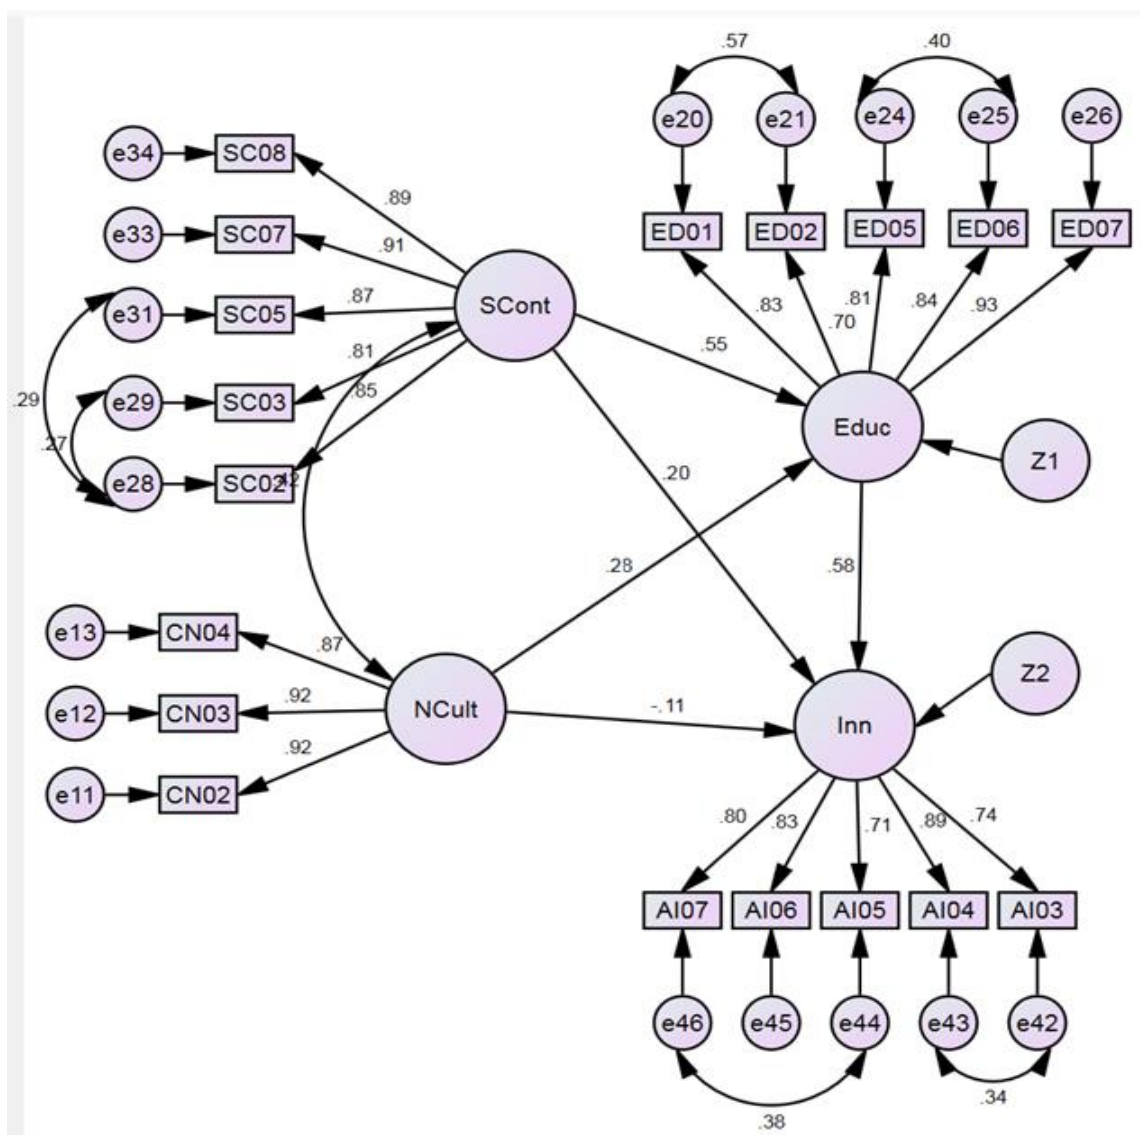 .57
.40
e20
e21
e24
e25
e26
e34
SC08
.89
e33
SC07
.91
ED01
ED02
ED05
ED06
ED07
e31
SC05
.87
SCont
.83
.70
.81
.84
.93
.81
.55
e29
SC03
.85
.29
.27
Educ
e28
SC02
.42
Z1
.20
.28
.58
e13
CN04
.87
Z2
e12
CN03
.92
NCult
-.11
Inn
.92
e11
CN02
.80
.83
.71
.89
.74
AI07
AI06
AI05
AI04
AI03
e46
e45
e44
e43
e42
.34
.38